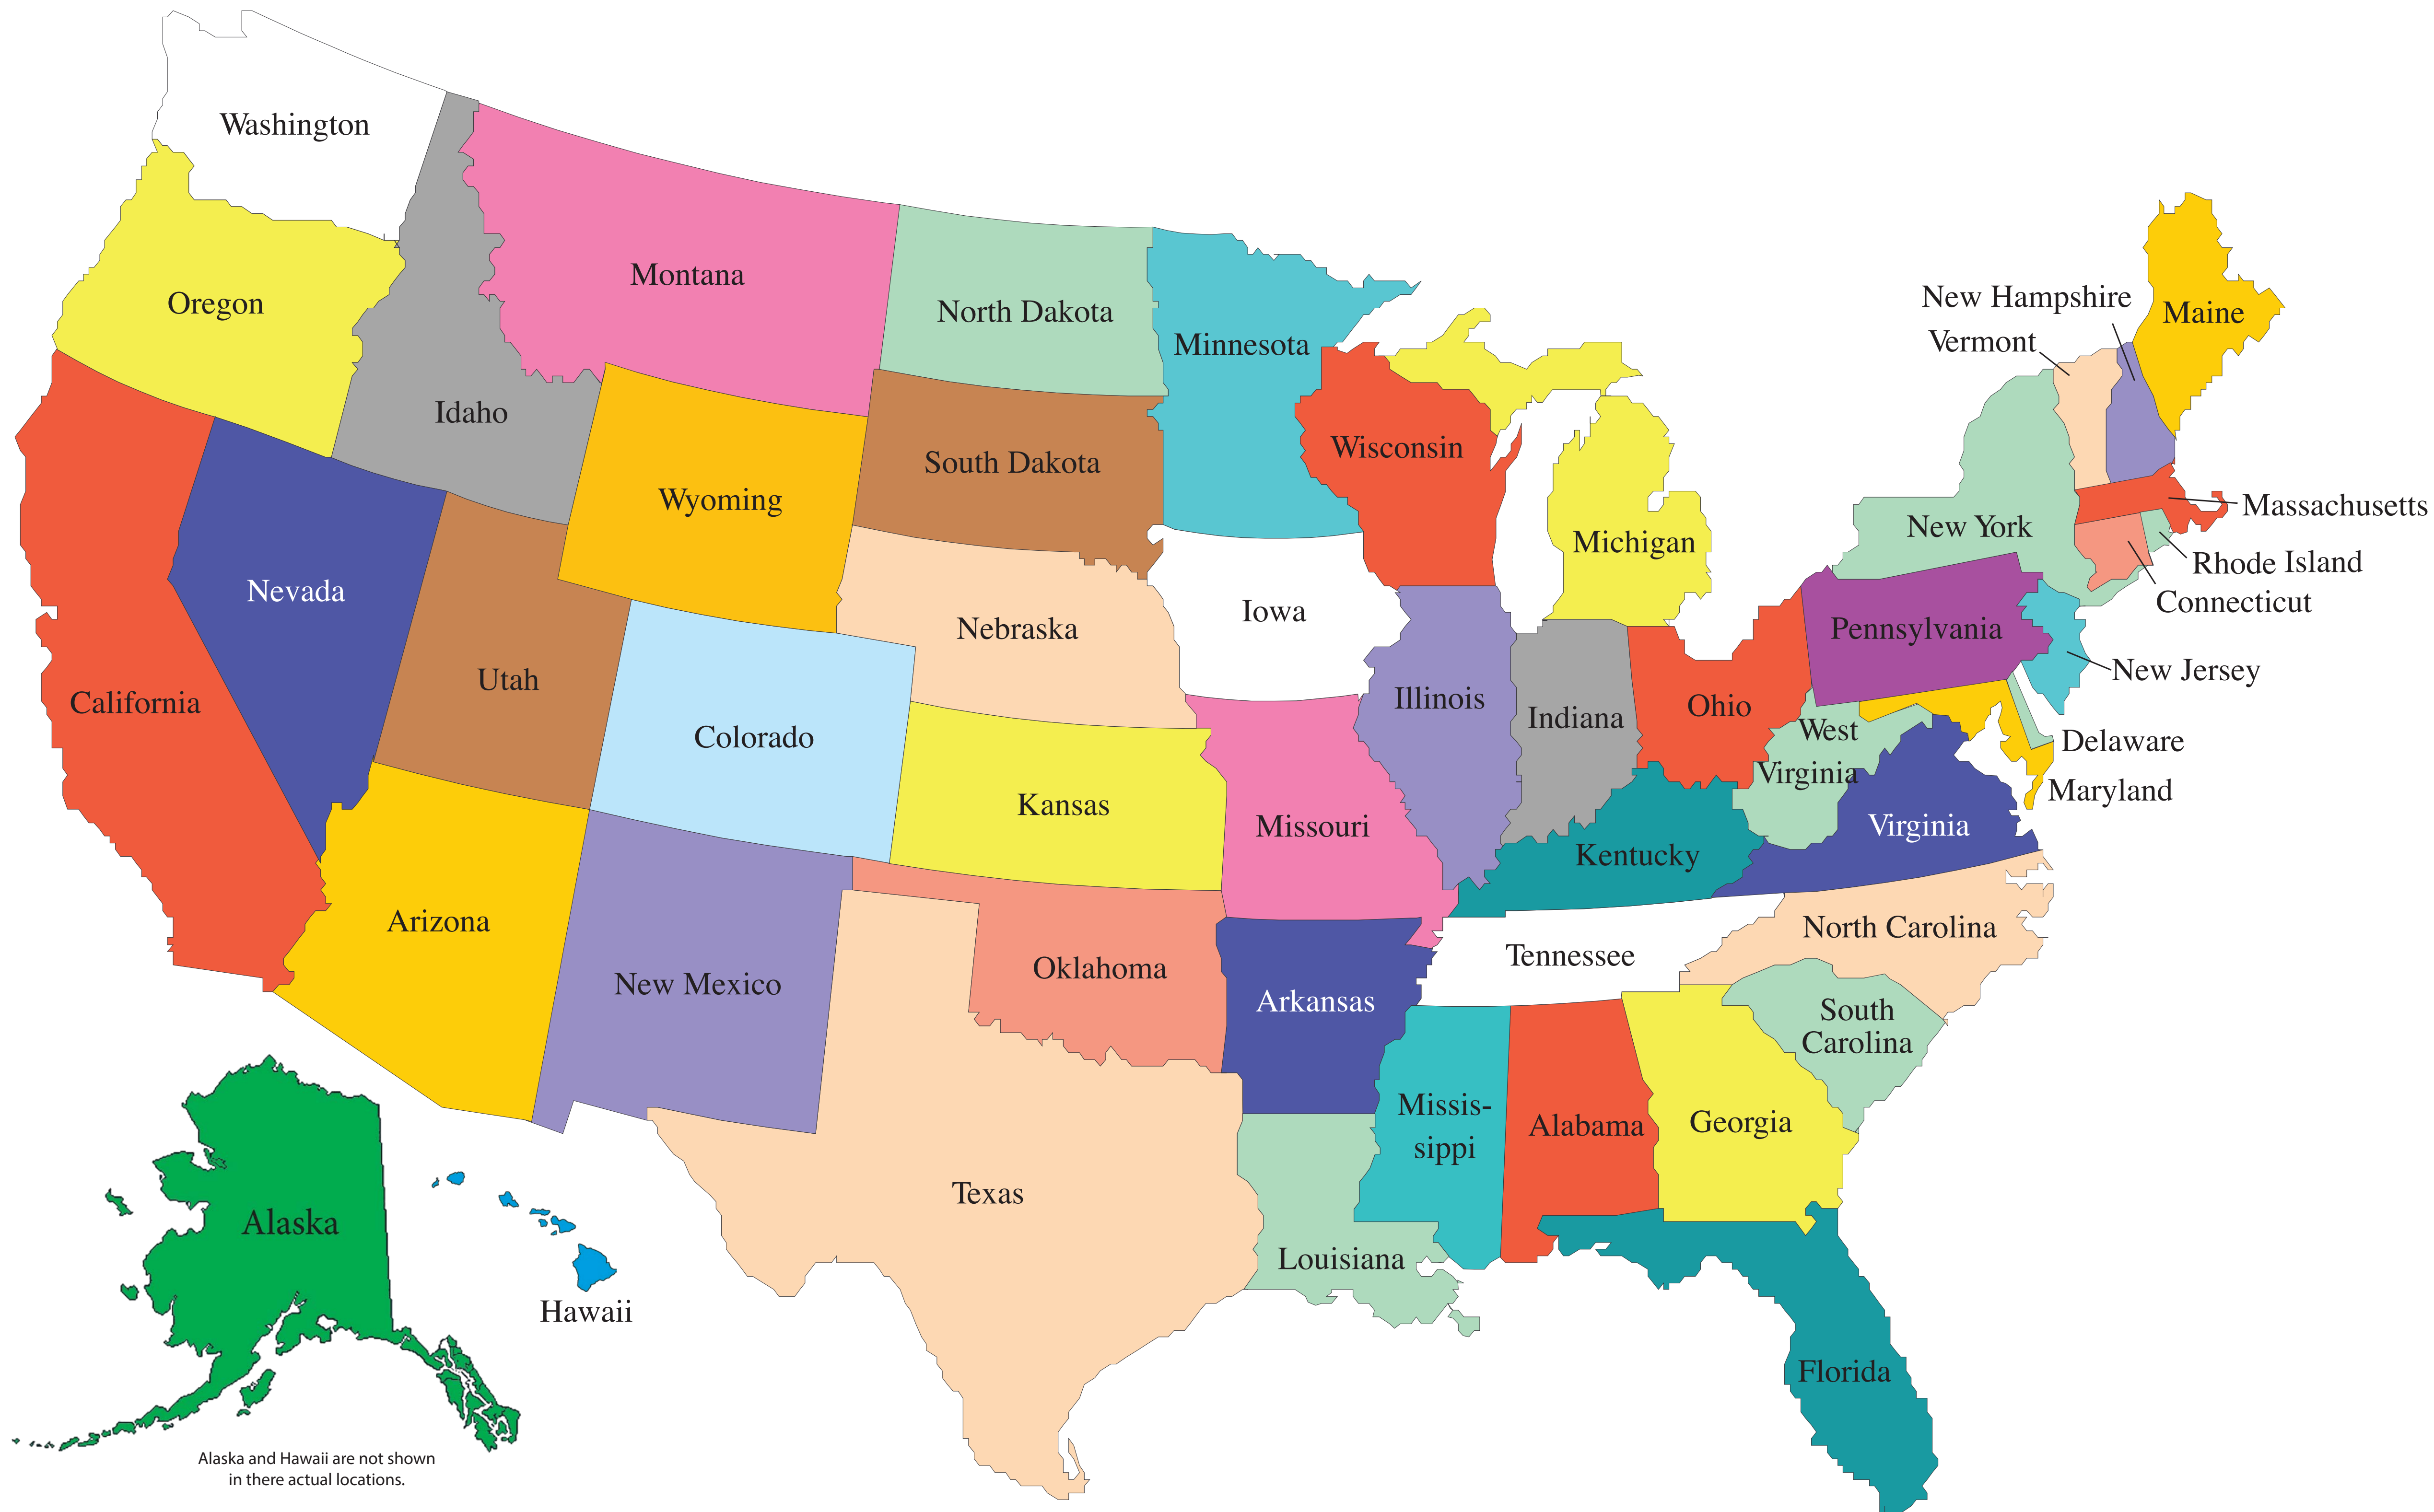 Washington
Oregon
Idaho
Montana
North Dakota
Minnesota
Wisconsin
Michigan
New Hampshire
Vermont
Maine
Massachusetts
Rhode Island
Connecticut
New York
Pennsylvania
New Jersey
Delaware
Maryland
California
Nevada
Utah
Wyoming
South Dakota
Nebraska
Iowa
Colorado
Kansas
Missouri
Illinois
Indiana
Ohio
West
Virginia
Virginia
Kentucky
Arizona
New Mexico
Oklahoma
Arkansas
Tennessee
North Carolina
South
Carolina
Texas
Louisiana
Missis-
sippi
Alabama
Georgia
Florida
Alaska
Hawaii
Alaska and Hawaii are not shown
in there actual locations.